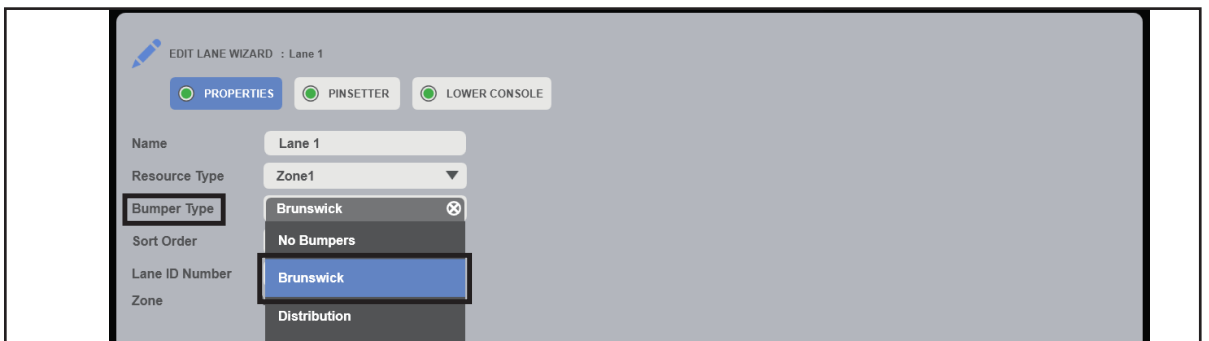 EDIT LANE WIZARD : Lane 1
PROPERTIES PINSETTER LOWER CONSOLE
Name Lane 1
Resource Type Zone1
Bumper Type Brunswick
Sort Order No Bumpers
Lane ID Number Brunswick
Zone
Distribution